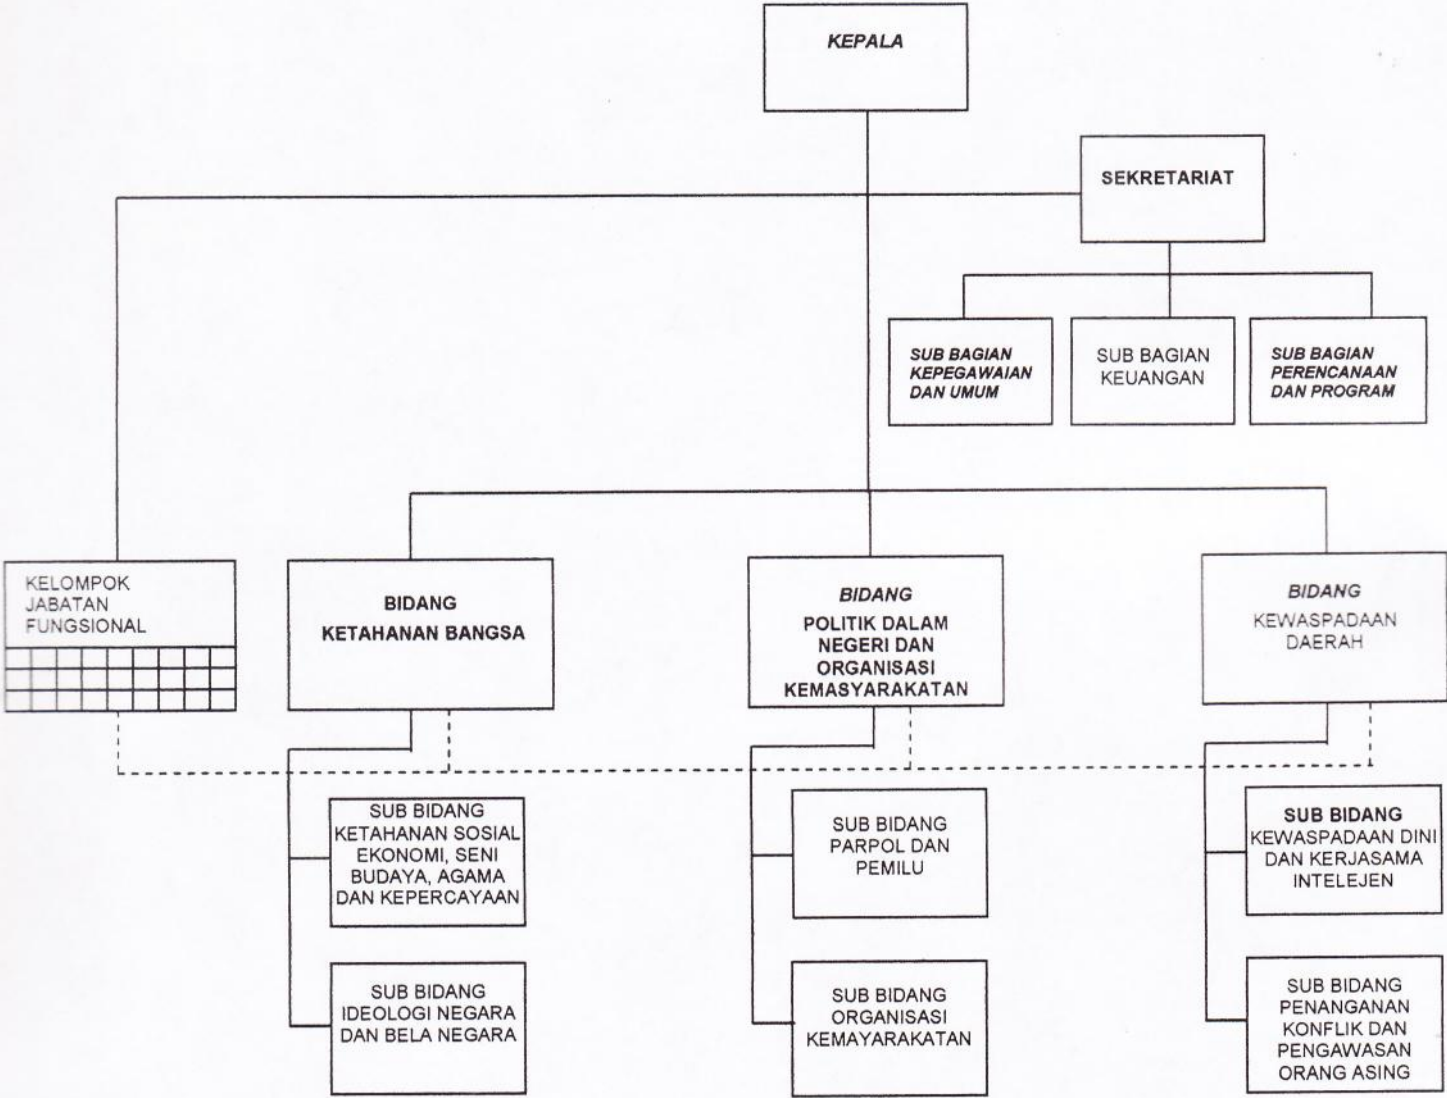 KEPALA
SEKRETARIAT
SUB BAGIAN
KEPEGAWAIAN
DAN UMUM
SUB BAGIAN
KEUANGAN
SUB BAGIAN
PERENCANAAN
DAN PROGRAM
KELOMPOK
JABATAN
FUNGSIONAL
BIDANG
KETAHANAN BANGSA
BIDANG
POLITIK DALAM
NEGERI DAN
ORGANISASI
KEMASYARAKATAN
BIDANG
KEWASPADAAN
DAERAH
SUB BIDANG
KETAHANAN SOSIAL
EKONOMI, SENI
BUDAYA, AGAMA
DAN KEPERCAYAAN
SUB BIDANG
PARPOL DAN
PEMILU
SUB BIDANG
KEWASPADAAN DINI
DAN KERJASAMA
INTELEJEN
SUB BIDANG
IDEOLOGI NEGARA
DAN BELA NEGARA
SUB BIDANG
ORGANISASI
KEMAYARAKATAN
SUB BIDANG
PENANGANAN
KONFLIK DAN
PENGAWASAN
ORANG ASING